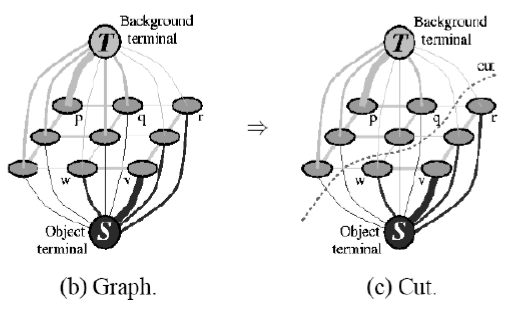 Background
terminal
T
p
q
r
w
v
S
Object
terminal
(b) Graph.
⇒
Background
terminal
T
cut
p
q
r
w
v
S
Object
terminal
(c) Cut.